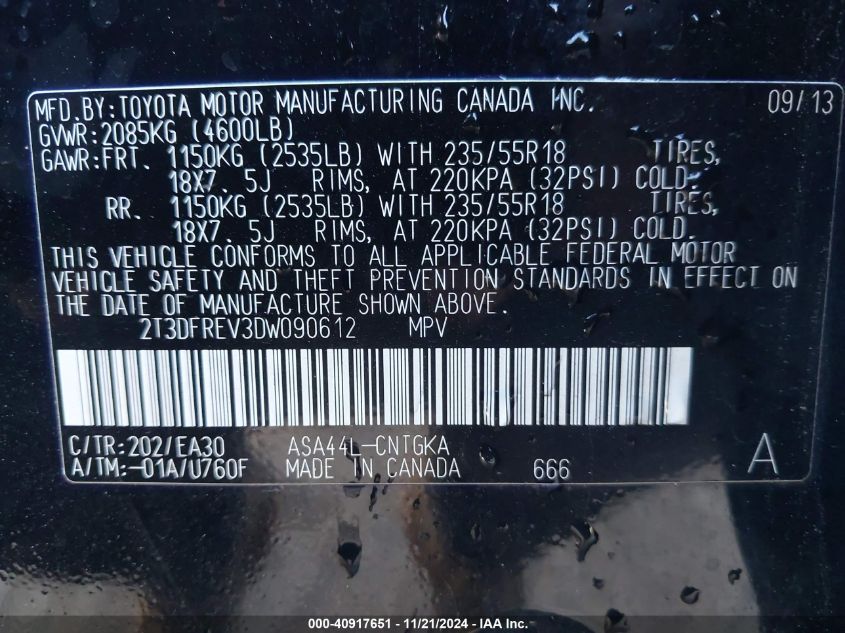 MFD.BY:TOYOTA MOTOR MANUFACTURING CANADA INC. 09/13
GVWR:2085KG (4600LB)
GAWR:FRT. 1150KG (2535LB) WITH 235/55R18 TIRES,
18X7. 5J RIMS, AT 220KPA (32PSI) COLD.
RR. 1150KG (2535LB) WITH 235/55R18 TIRES,
18X7. 5J RIMS, AT 220KPA (32PSI) COLD.
THIS VEHICLE CONFORMS TO ALL APPLICABLE FEDERAL MOTOR
VEHICLE SAFETY AND THEFT PREVENTION STANDARDS IN EFFECT ON
THE DATE OF MANUFACTURE SHOWN ABOVE.
2T3DFREV3DW090612 MPV
C/TR:202/EA30 ASA44L-CNTGKA
A/TM:-01A/U760F MADE IN CANADA 666 A
000-40917651 - 11/21/2024 - IAA Inc.